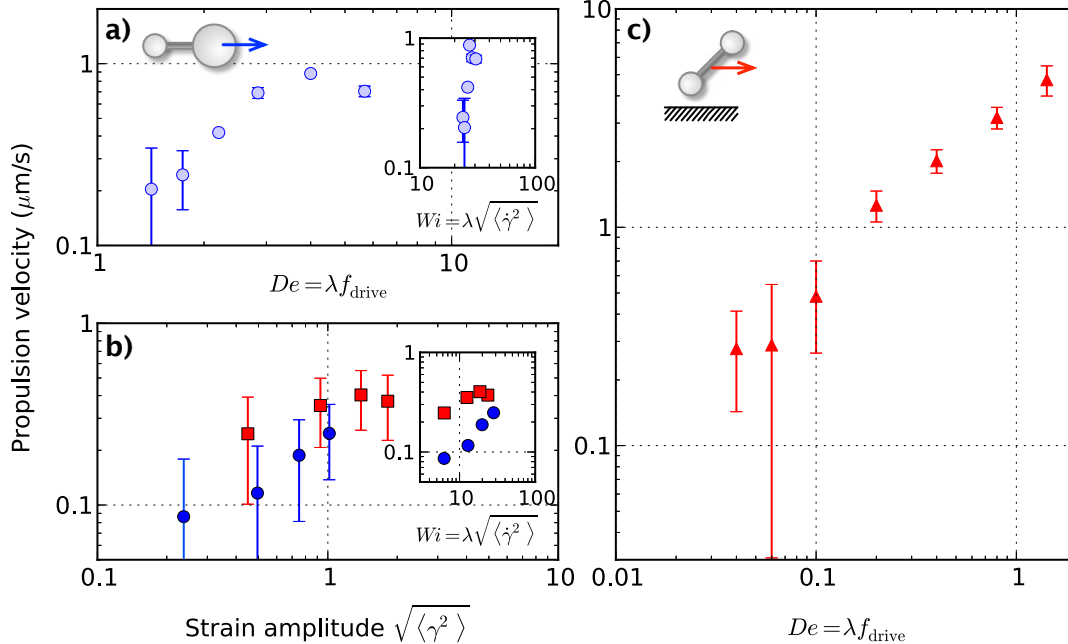 Propulsion velocity (μm/s)
a)
1
0.1
1
10
De = λf_drive
1
0.1
10
100
Wi = λ√⟨γ̇²⟩
b)
1
0.1
0.1
1
10
Strain amplitude √⟨γ²⟩
1
0.1
10
100
Wi = λ√⟨γ̇²⟩
c)
10
1
0.1
0.01
0.1
1
De = λf_drive